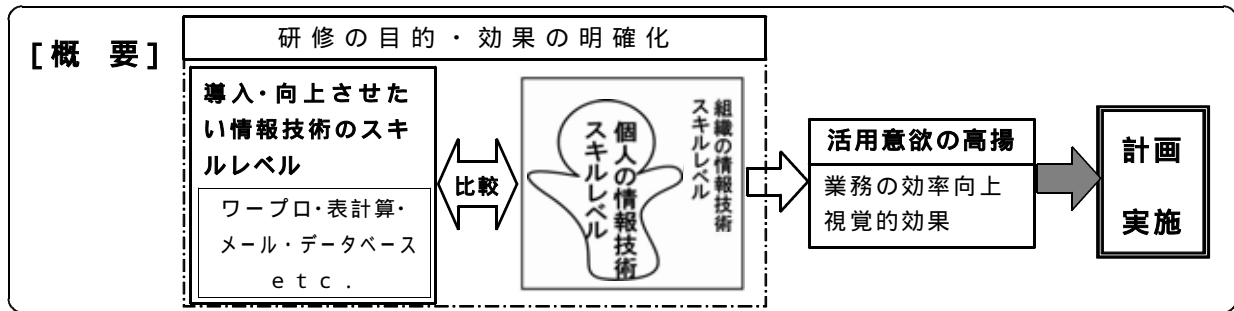 [概　要]
研修の目的・効果の明確化
導入・向上させた
い情報技術のスキ
ルレベル
ワープロ・表計算・
メール・データベース
ｅｔｃ．
比較
個人の情報技術
スキルレベル
組織の情報技術
スキルレベル
活用意欲の高揚
業務の効率向上
視覚的効果
計画
実施